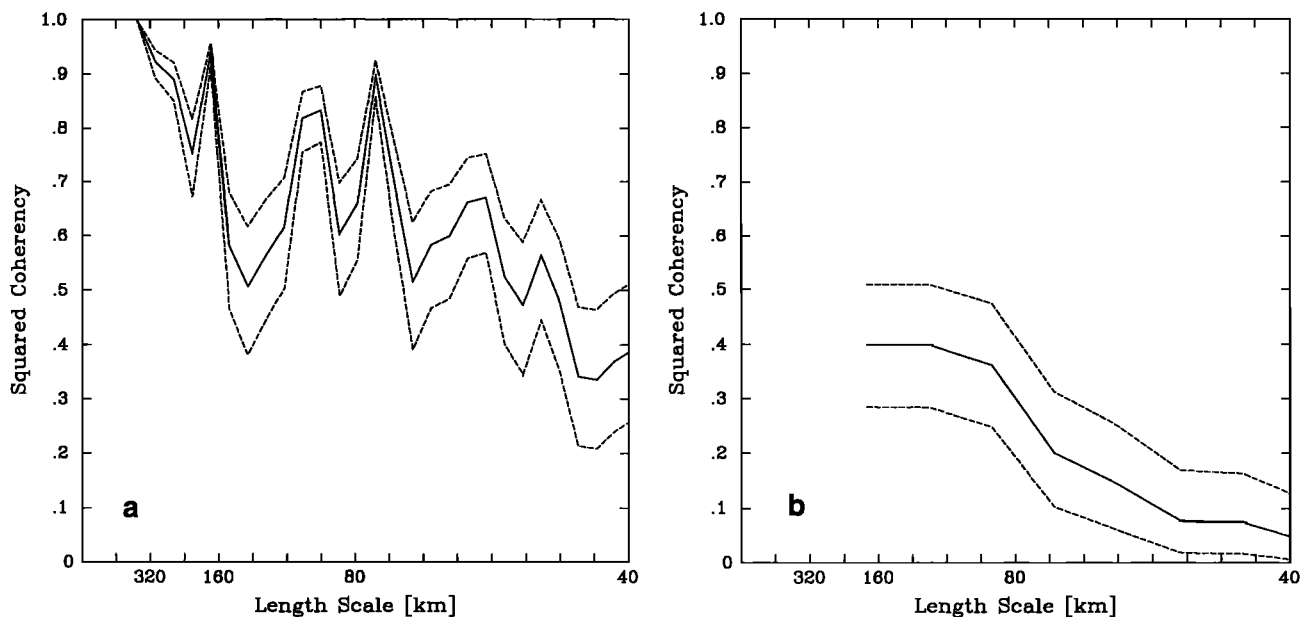 1.0
.9
.8
.7
.6
.5
.4
.3
.2
.1
0
Squared Coherency
a
320 160 80 40
Length Scale [km]
1.0
.9
.8
.7
.6
.5
.4
.3
.2
.1
0
Squared Coherency
b
320 160 80 40
Length Scale [km]